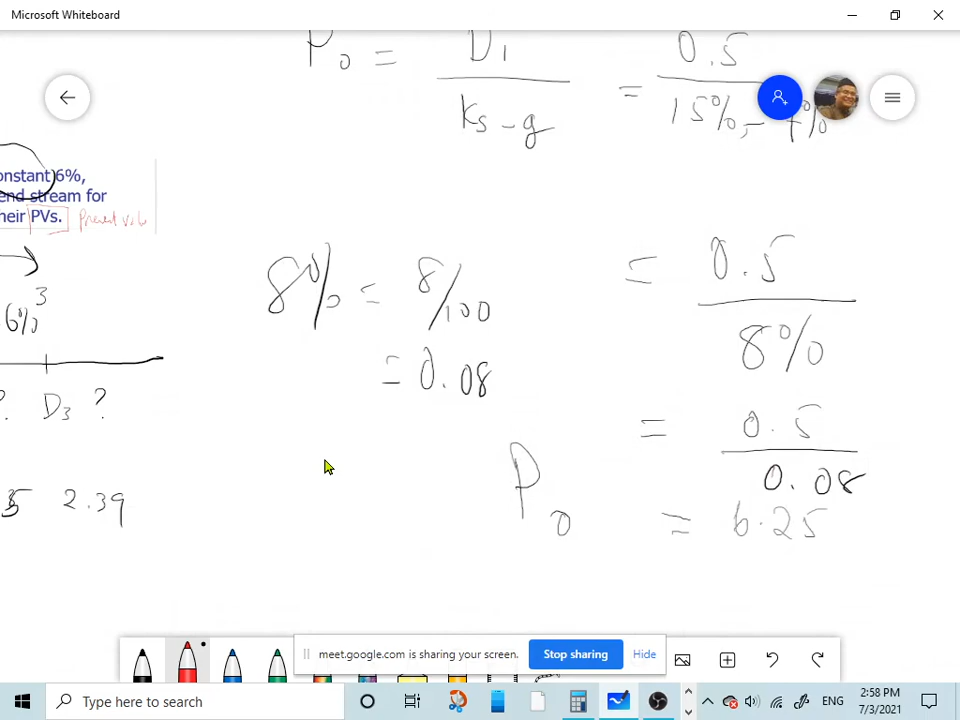 Microsoft Whiteboard
P0 = D1 / ks - g = 0.5 / 15% - 7%
onstant 6%,
end stream for
heir PVs.
8% = 8/100 = 0.5 / 8%
6% 3
= 0.08
? D3 ?
= 0.5 / 0.08
5 2.39
P0 = 6.25
meet.google.com is sharing your screen.
Stop sharing
Hide
Type here to search
ENG
2:58 PM
7/3/2021